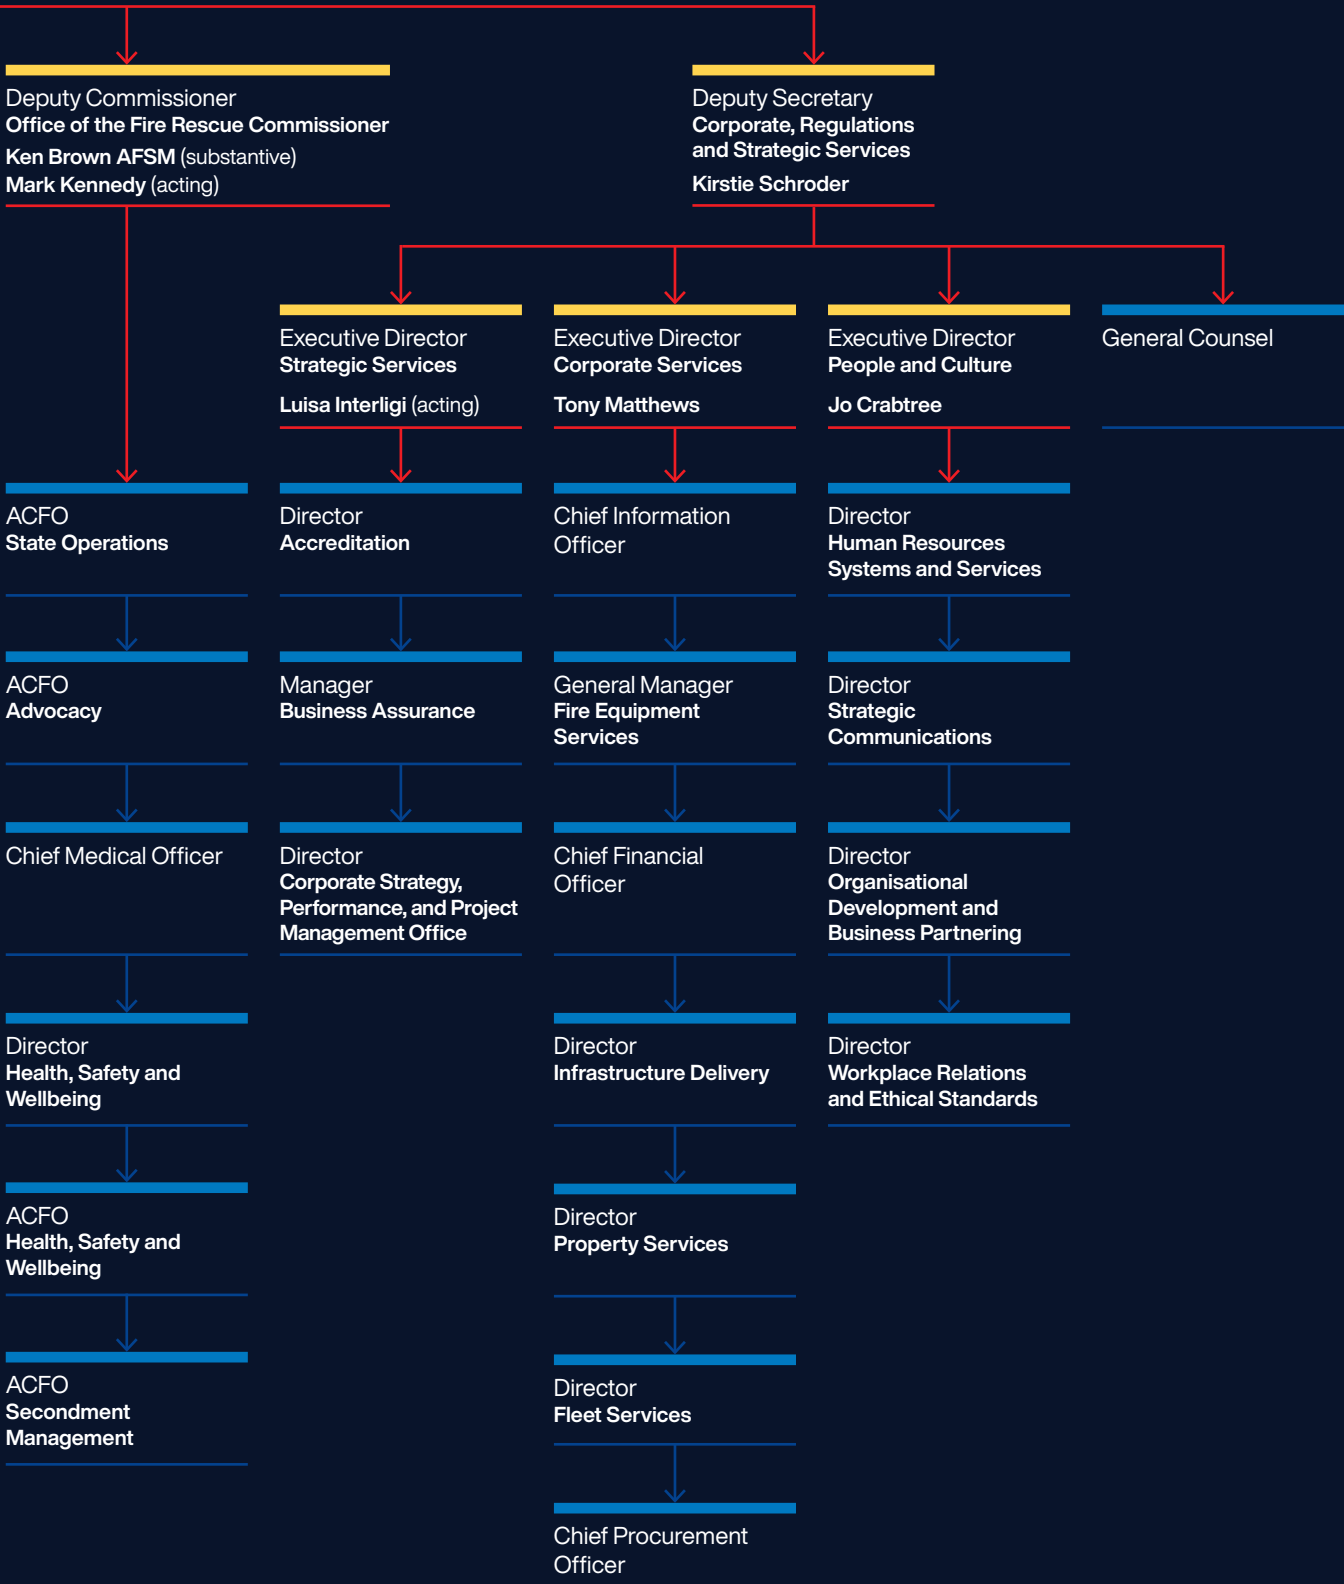 Deputy Commissioner
Office of the Fire Rescue Commissioner
Ken Brown AFSM (substantive)
Mark Kennedy (acting)
Deputy Secretary
Corporate, Regulations
and Strategic Services
Kirstie Schroder
Executive Director
Strategic Services
Luisa Interligi (acting)
Executive Director
Corporate Services
Tony Matthews
Executive Director
People and Culture
Jo Crabtree
General Counsel
ACFO
State Operations
Director
Accreditation
Chief Information
Officer
Director
Human Resources
Systems and Services
ACFO
Advocacy
Manager
Business Assurance
General Manager
Fire Equipment
Services
Director
Strategic
Communications
Chief Medical Officer
Director
Corporate Strategy,
Performance, and Project
Management Office
Chief Financial
Officer
Director
Organisational
Development and
Business Partnering
Director
Health, Safety and
Wellbeing
Director
Infrastructure Delivery
Director
Workplace Relations
and Ethical Standards
ACFO
Health, Safety and
Wellbeing
Director
Property Services
ACFO
Secondment
Management
Director
Fleet Services
Chief Procurement
Officer